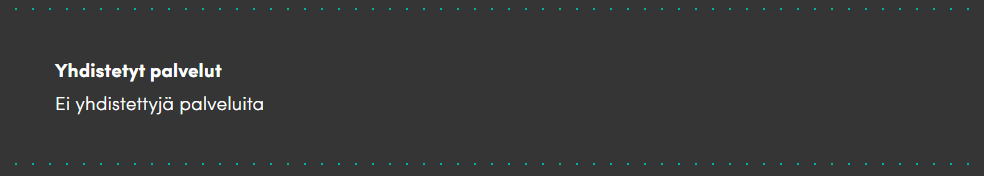 Yhdistetyt palvelut
Ei yhdistettyjä palveluita